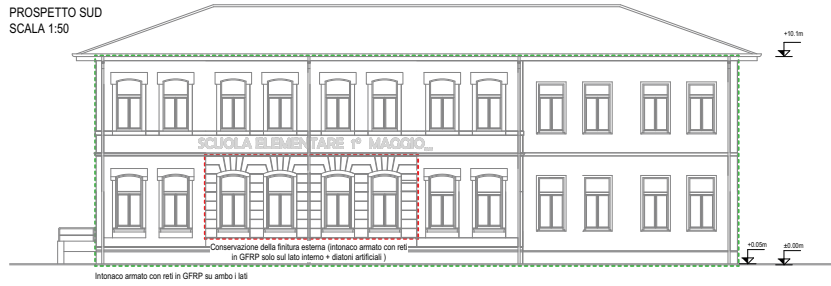 PROSPETTO SUD
SCALA 1:50
+10.1m
SCUOLA ELEMENTARE 1° MAGGIO
Conservazione della finitura esterna (intonaco armato con reti
in GFRP solo sul lato interno + diatoni artificiali )
+0.05m ±0.00m
Intonaco armato con reti in GFRP su ambo i lati